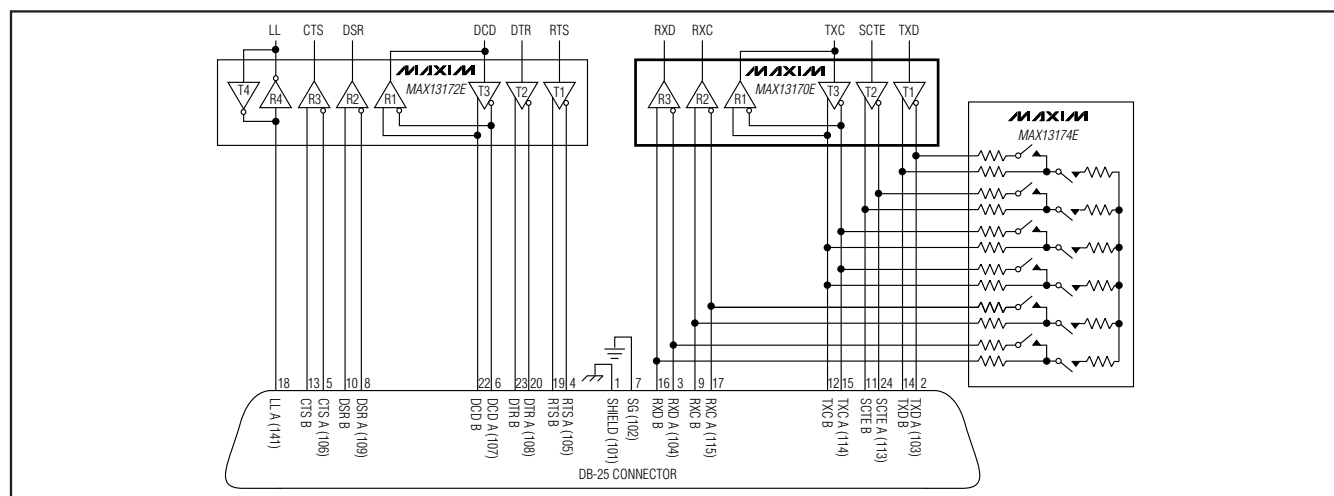 LL CTS DSR DCD DTR RTS RXD RXC TXC SCTE TXD
MAXIM
MAX13172E
T4 R4 R3 R2 R1 T3 T2 T1
MAXIM
MAX13170E
R3 R2 R1 T3 T2 T1
MAXIM
MAX13174E
18 13 5 10 8 22 6 23 20 19 4 1 7 16 3 9 17 12 15 11 24 14 2
LL A (141)
CTS B
CTS A (106)
DSR B
DSR A (109)
DCD B
DCD A (107)
DTR B
DTR A (108)
RTS B
RTS A (105)
SHIELD (101)
SG (102)
RXD B
RXD A (104)
RXC B
RXC A (115)
TXC B
TXC A (114)
SCTE B
SCTE A (113)
TXD B
TXD A (103)
DB-25 CONNECTOR